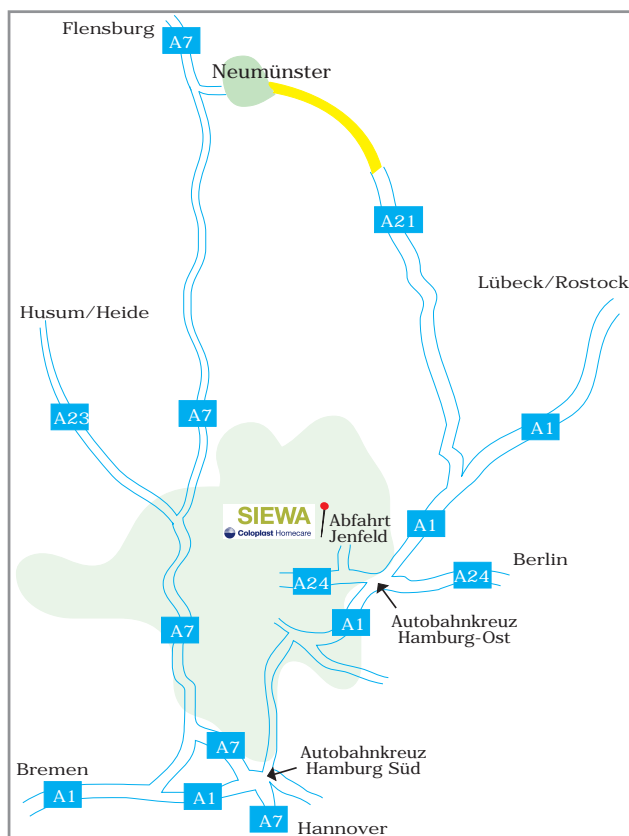 Flensburg
A7
Neumünster
A21
Lübeck/Rostock
Husum/Heide
A23
A7
A1
SIEWA
Coloplast Homecare
Abfahrt
Jenfeld
A1
Berlin
A24
A24
A1
Autobahnkreuz
Hamburg-Ost
A7
A7
Autobahnkreuz
Hamburg Süd
Bremen
A1
A1
A7
Hannover